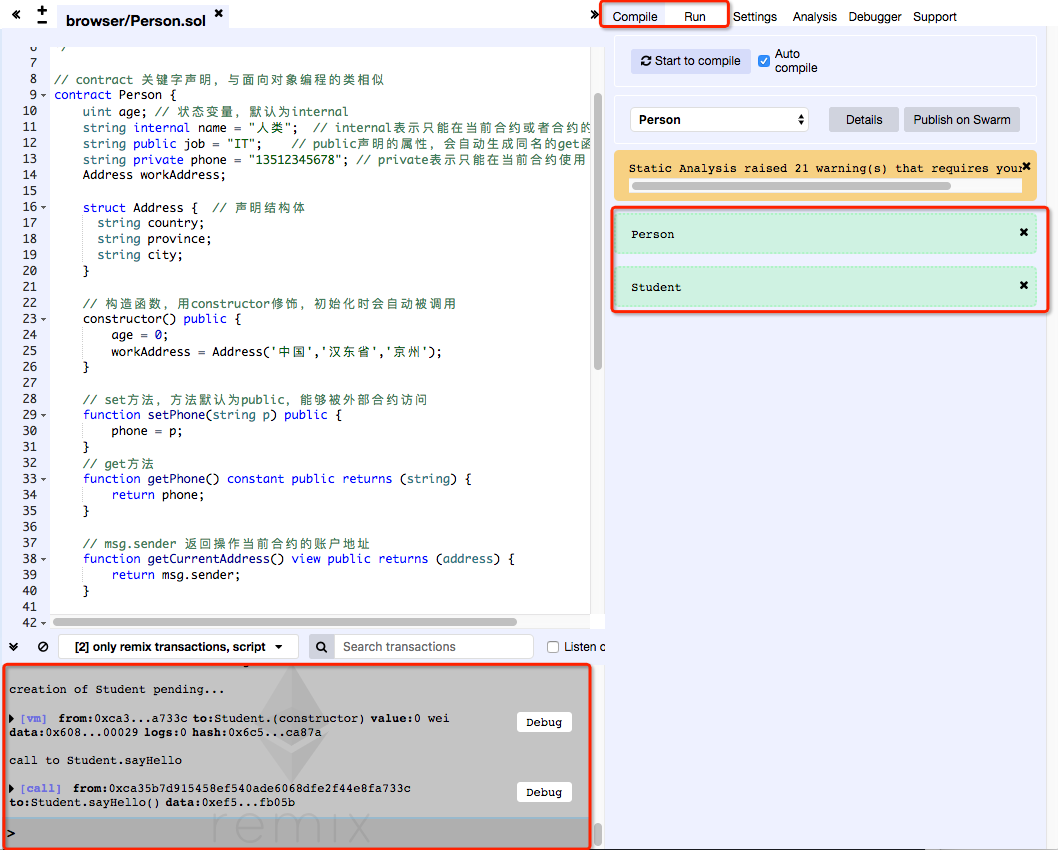 browser/Person.sol
Compile Run Settings Analysis Debugger Support
7
8 // contract 关键字声明，与面向对象编程的类相似
9 contract Person {
10 uint age; // 状态变量，默认为internal
11 string internal name = "人类"; // internal表示只能在当前合约或者合约的
12 string public job = "IT"; // public声明的属性，会自动生成同名的get函
13 string private phone = "13512345678"; // private表示只能在当前合约使用
14 Address workAddress;
15
16 struct Address { // 声明结构体
17 string country;
18 string province;
19 string city;
20 }
21
22 // 构造函数，用constructor修饰，初始化时会自动被调用
23 constructor() public {
24 age = 0;
25 workAddress = Address('中国','汉东省','京州');
26 }
27
28 // set方法，方法默认为public，能够被外部合约访问
29 function setPhone(string p) public {
30 phone = p;
31 }
32 // get方法
33 function getPhone() constant public returns (string) {
34 return phone;
35 }
36
37 // msg.sender 返回操作当前合约的账户地址
38 function getCurrentAddress() view public returns (address) {
39 return msg.sender;
40 }
41
42
Start to compile
Auto compile
Person Details Publish on Swarm
Static Analysis raised 21 warning(s) that requires your
Person
Student
[2] only remix transactions, script Search transactions Listen
creation of Student pending...
[vm] from:0xca3...a733c to:Student.(constructor) value:0 wei
data:0x608...00029 logs:0 hash:0x6c5...ca87a
Debug
call to Student.sayHello
[call] from:0xca35b7d915458ef540ade6068dfe2f44e8fa733c
to:Student.sayHello() data:0xef5...fb05b
Debug
remix
>